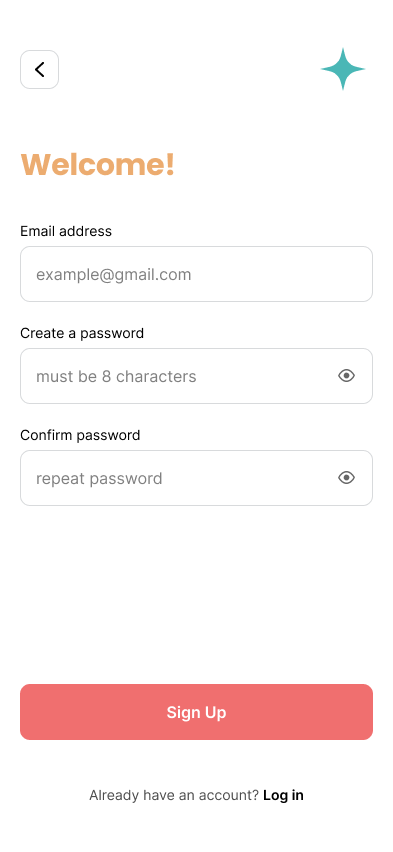 Welcome!
Email address
example@gmail.com
Create a password
must be 8 characters
Confirm password
repeat password
Sign Up
Already have an account? Log in